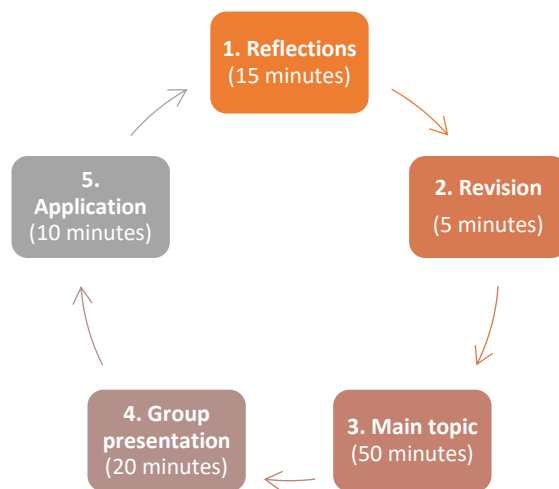 1. Reflections
(15 minutes)
2. Revision
(5 minutes)
3. Main topic
(50 minutes)
4. Group
presentation
(20 minutes)
5.
Application
(10 minutes)